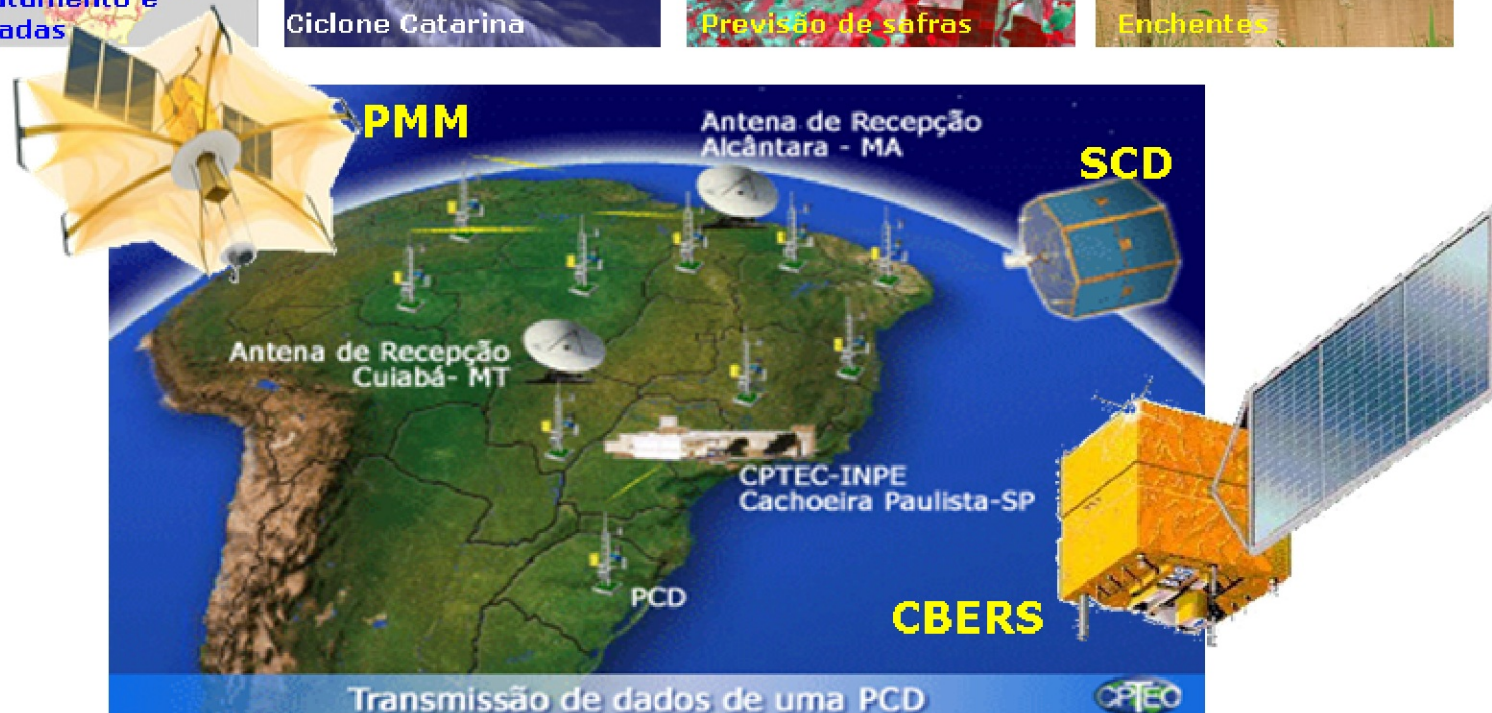 adas
Ciclone Catarina
Previsão de safras
Enchentes
PMM
Antena de Recepção
Alcântara - MA
SCD
Antena de Recepção
Cuiabá- MT
CPTEC-INPE
Cachoeira Paulista-SP
PCD
CBERS
Transmissão de dados de uma PCD
CPTEC